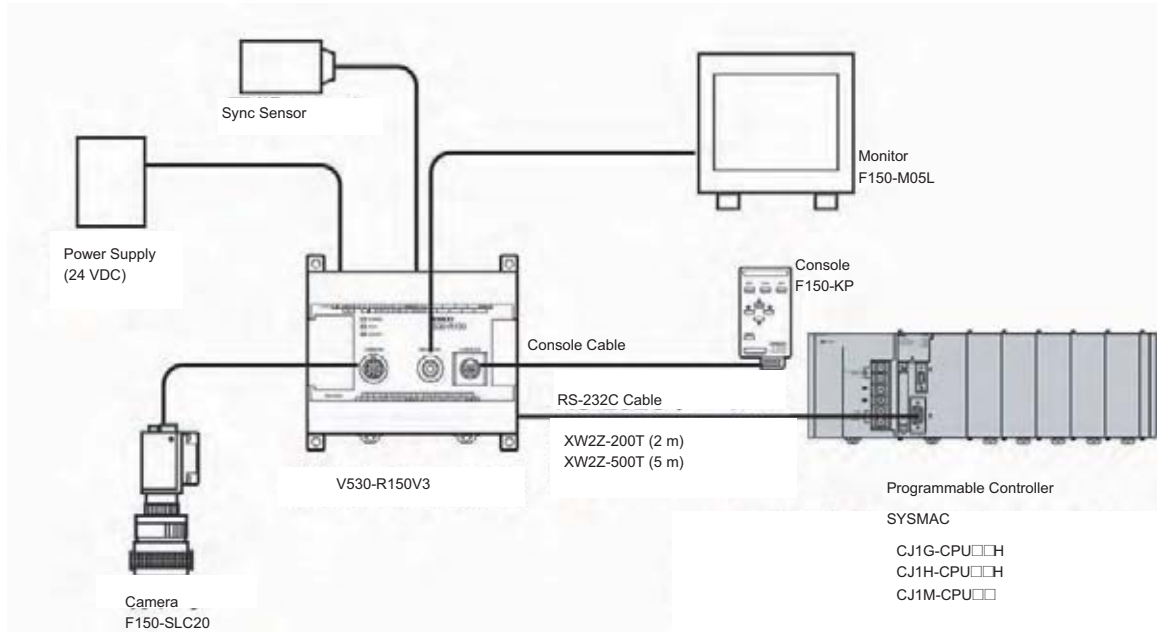 Sync Sensor
Monitor
F150-M05L
Power Supply
(24 VDC)
Console
F150-KP
Console Cable
RS-232C Cable
XW2Z-200T (2 m)
XW2Z-500T (5 m)
V530-R150V3
Programmable Controller
SYSMAC
CJ1G-CPU□□H
CJ1H-CPU□□H
CJ1M-CPU□□
Camera
F150-SLC20